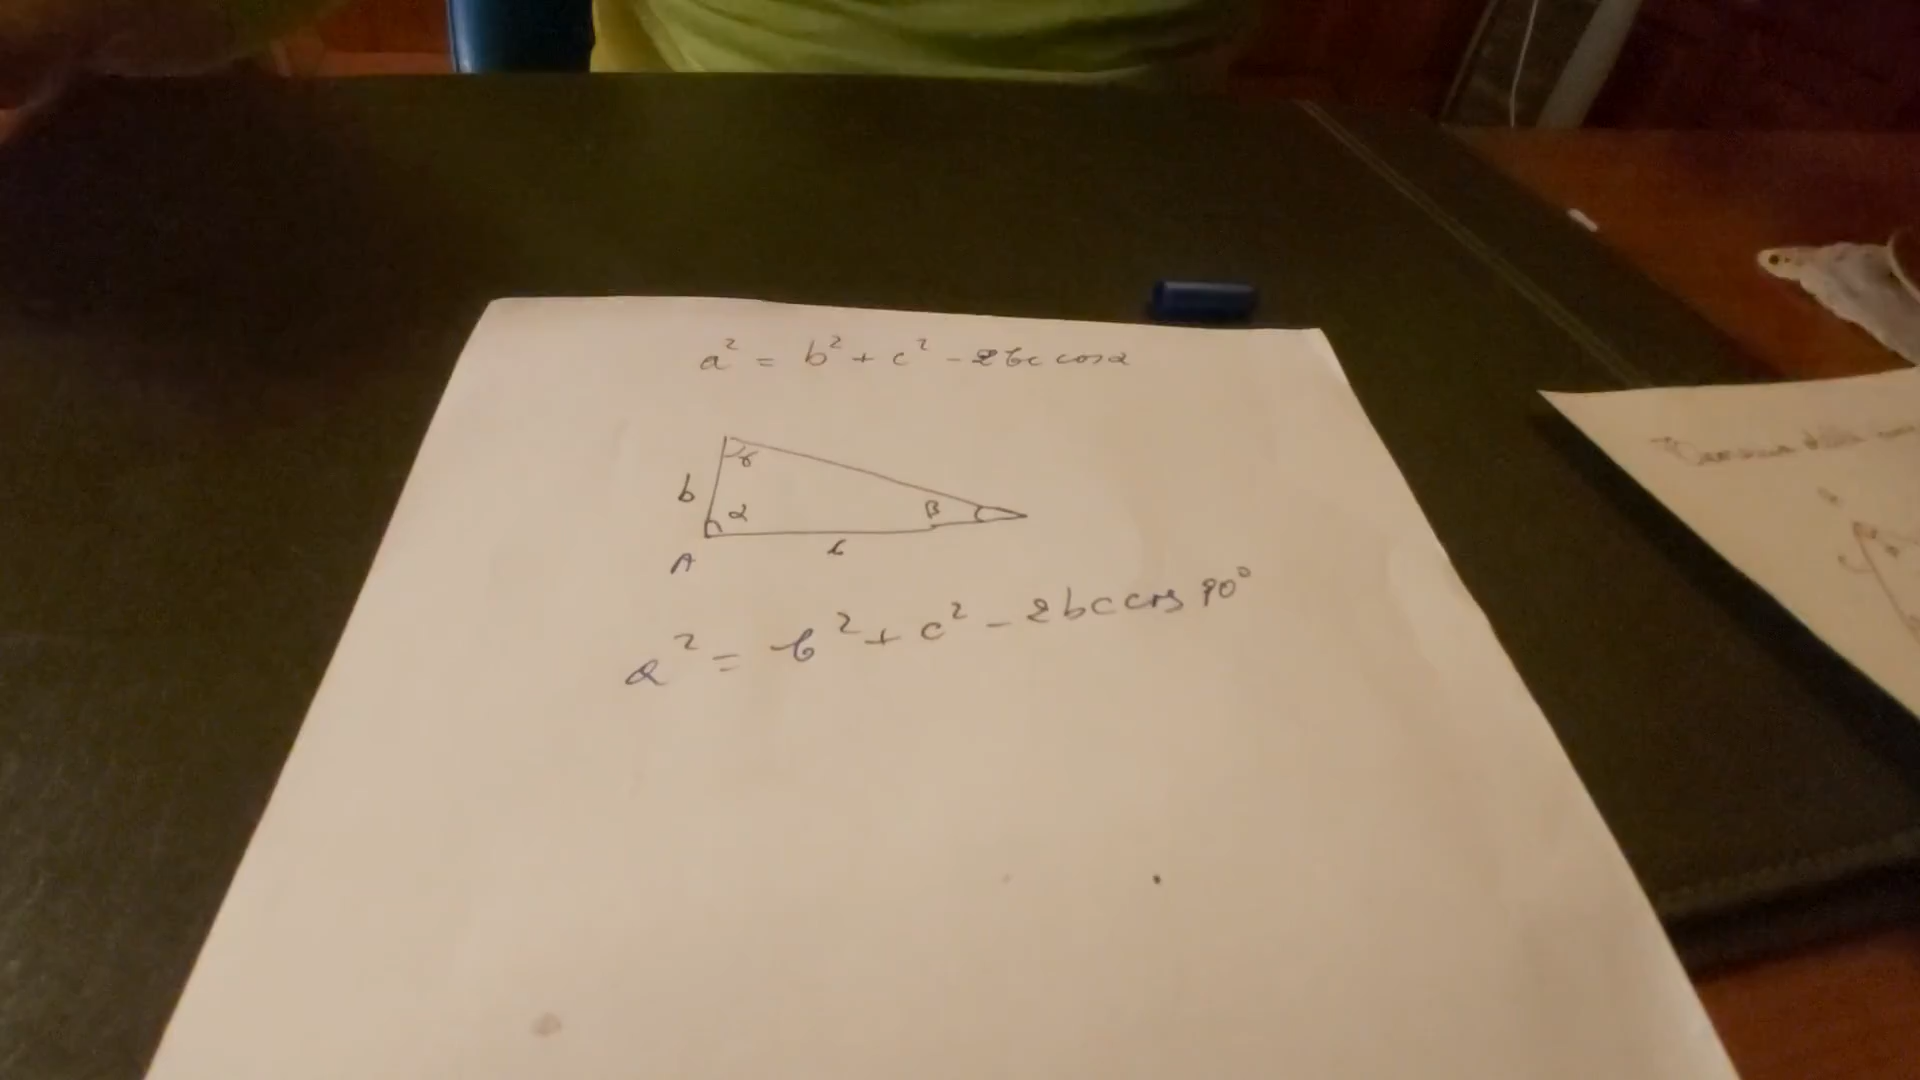 a² = b² + c² - 2bc cosα
γ
b
α
β
c
A
a² = b² + c² - 2bc cos 90°